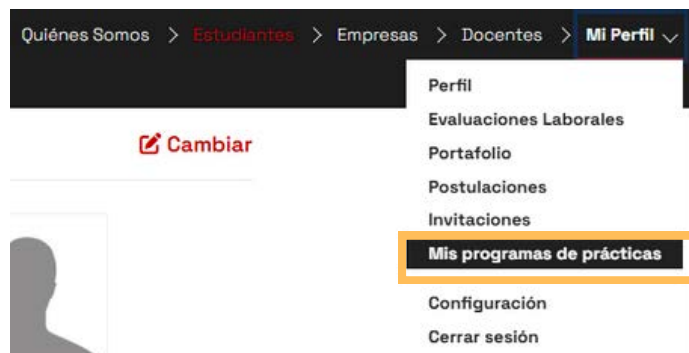 Quiénes Somos > Estudiantes > Empresas > Docentes > Mi Perfil
Perfil
Evaluaciones Laborales
Cambiar
Portafolio
Postulaciones
Invitaciones
Mis programas de prácticas
Configuración
Cerrar sesión